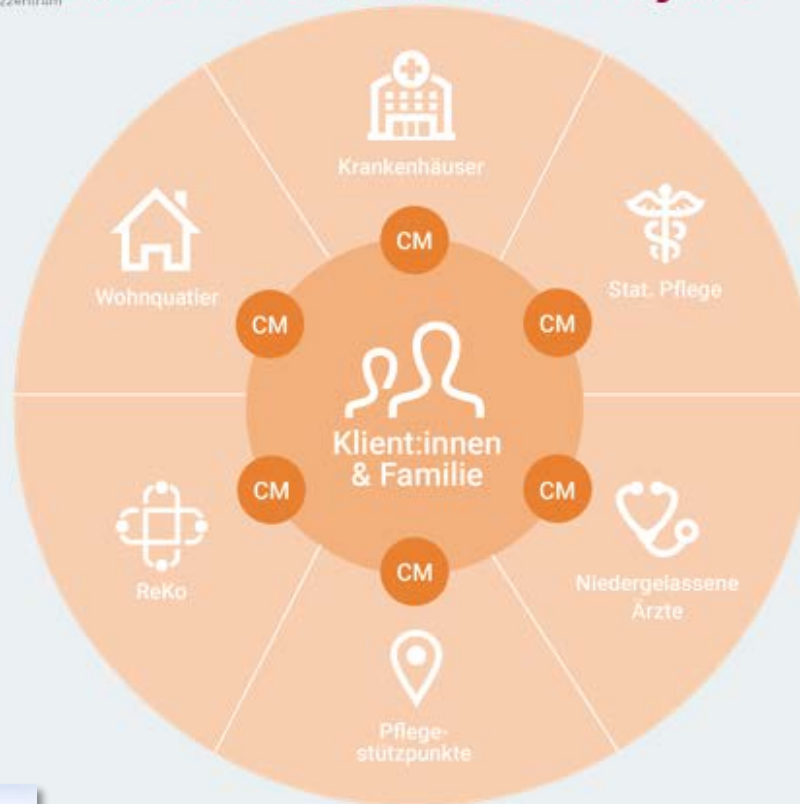 Krankenhäuser
CM
Stat. Pflege
CM
Wohnquatier
CM
Klient:innen
& Familie
CM
ReKo
CM
Niedergelassene
Ärzte
CM
Pflege-
stützpunkte